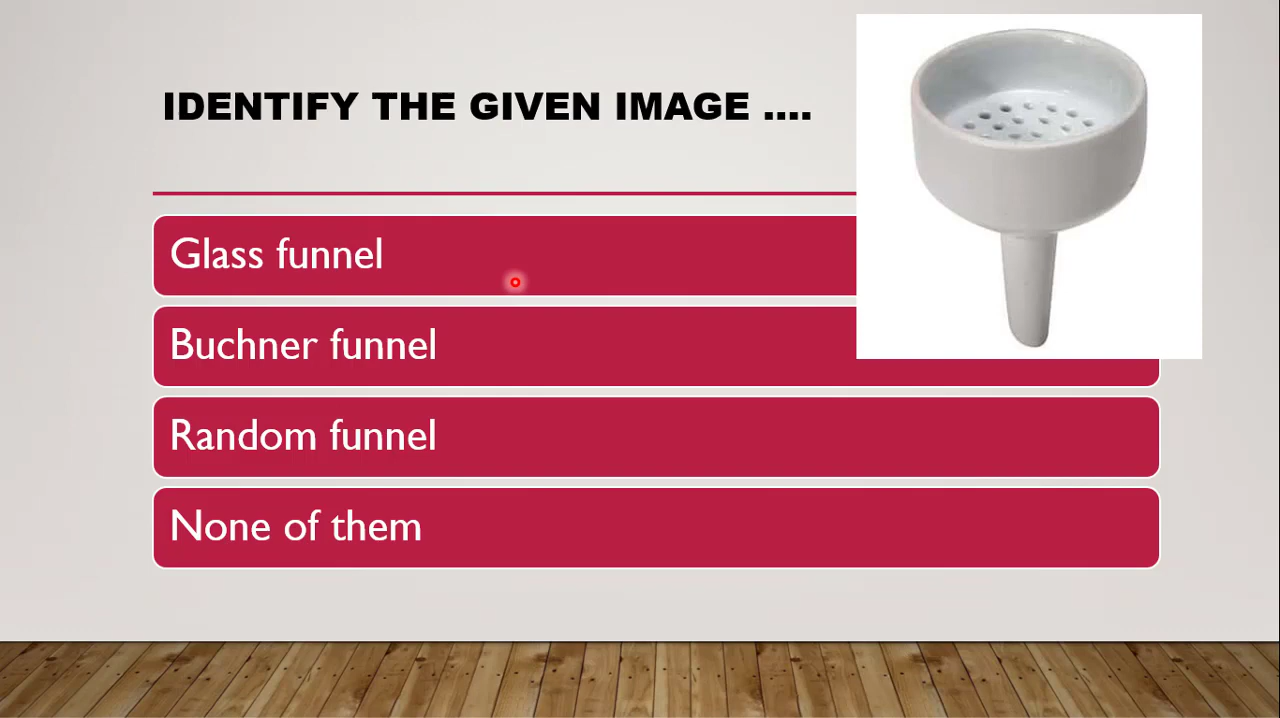 IDENTIFY THE GIVEN IMAGE ....
Glass funnel
Buchner funnel
Random funnel
None of them